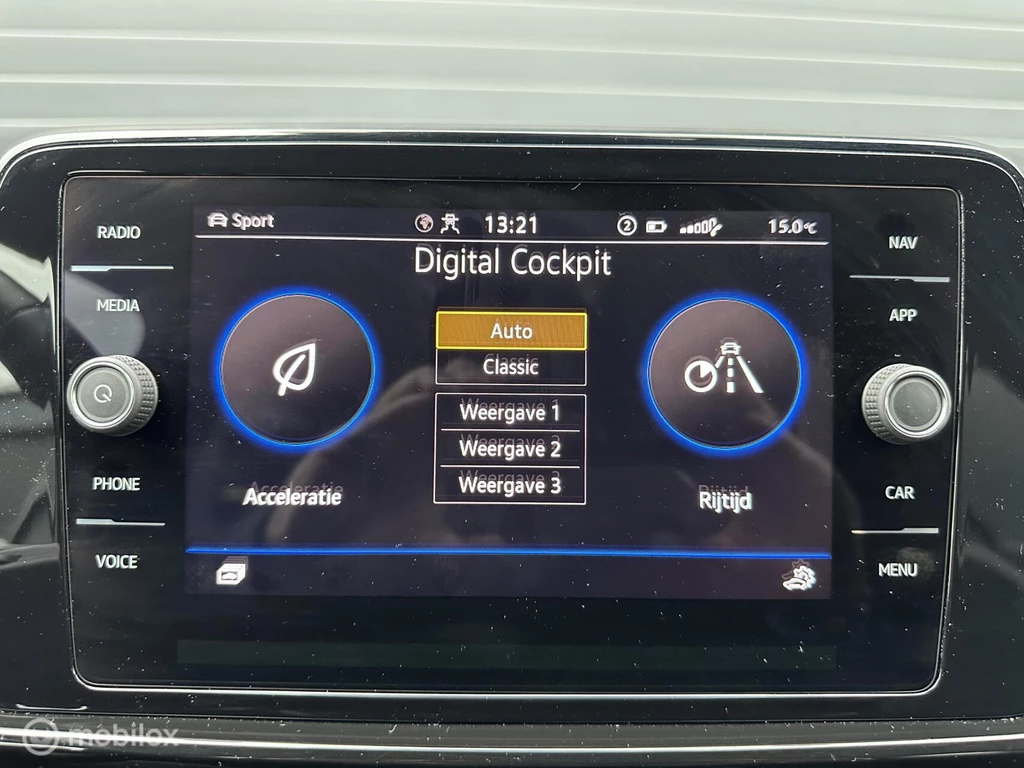 RADIO
MEDIA
PHONE
VOICE
Sport
13:21
2
15.0°C
Digital Cockpit
Auto
Classic
Weergave 1
Weergave 2
Weergave 3
Acceleratie
Rijtijd
NAV
APP
CAR
MENU
mobilox